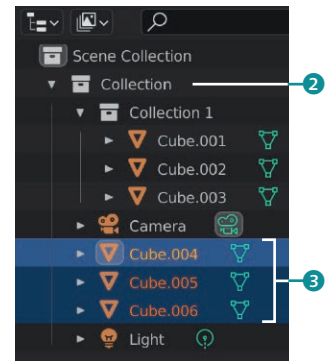 Scene Collection
Collection 2
Collection 1
Cube.001
Cube.002
Cube.003
Camera
Cube.004
Cube.005 3
Cube.006
Light